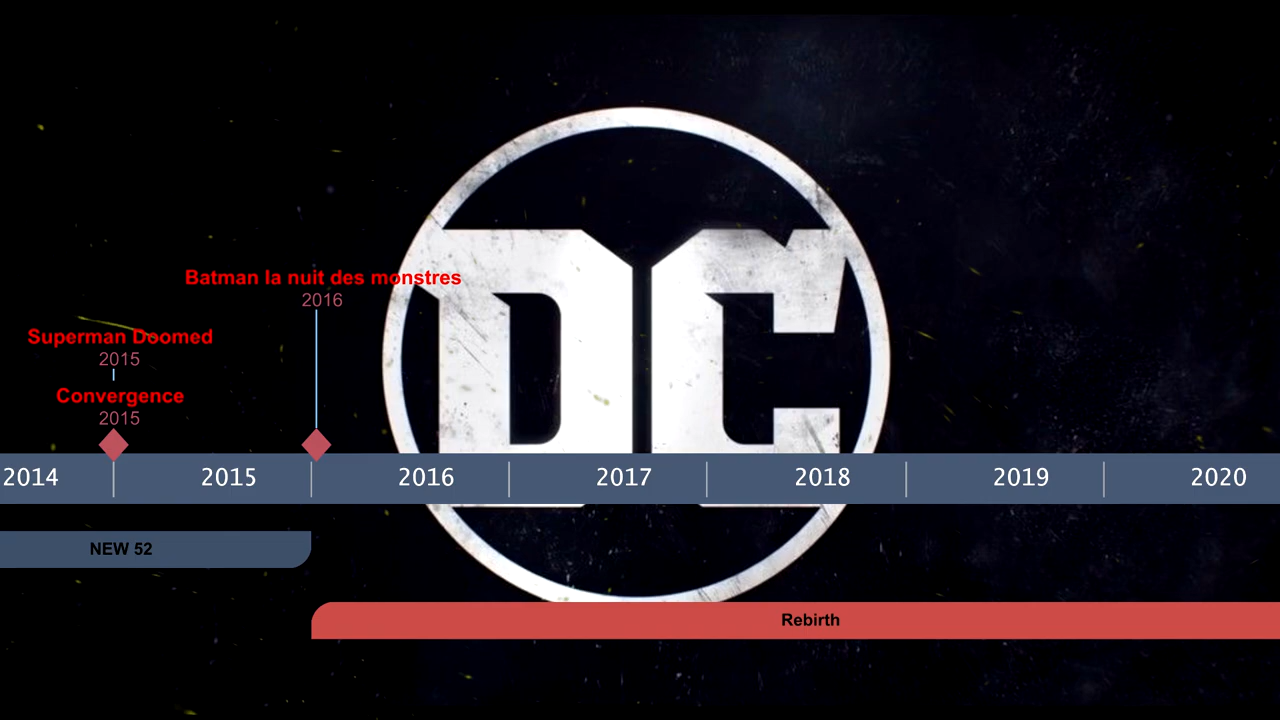 DC
Batman la nuit des monstres
2016
Superman Doomed
2015
Convergence
2015
2014 2015 2016 2017 2018 2019 2020
NEW 52
Rebirth